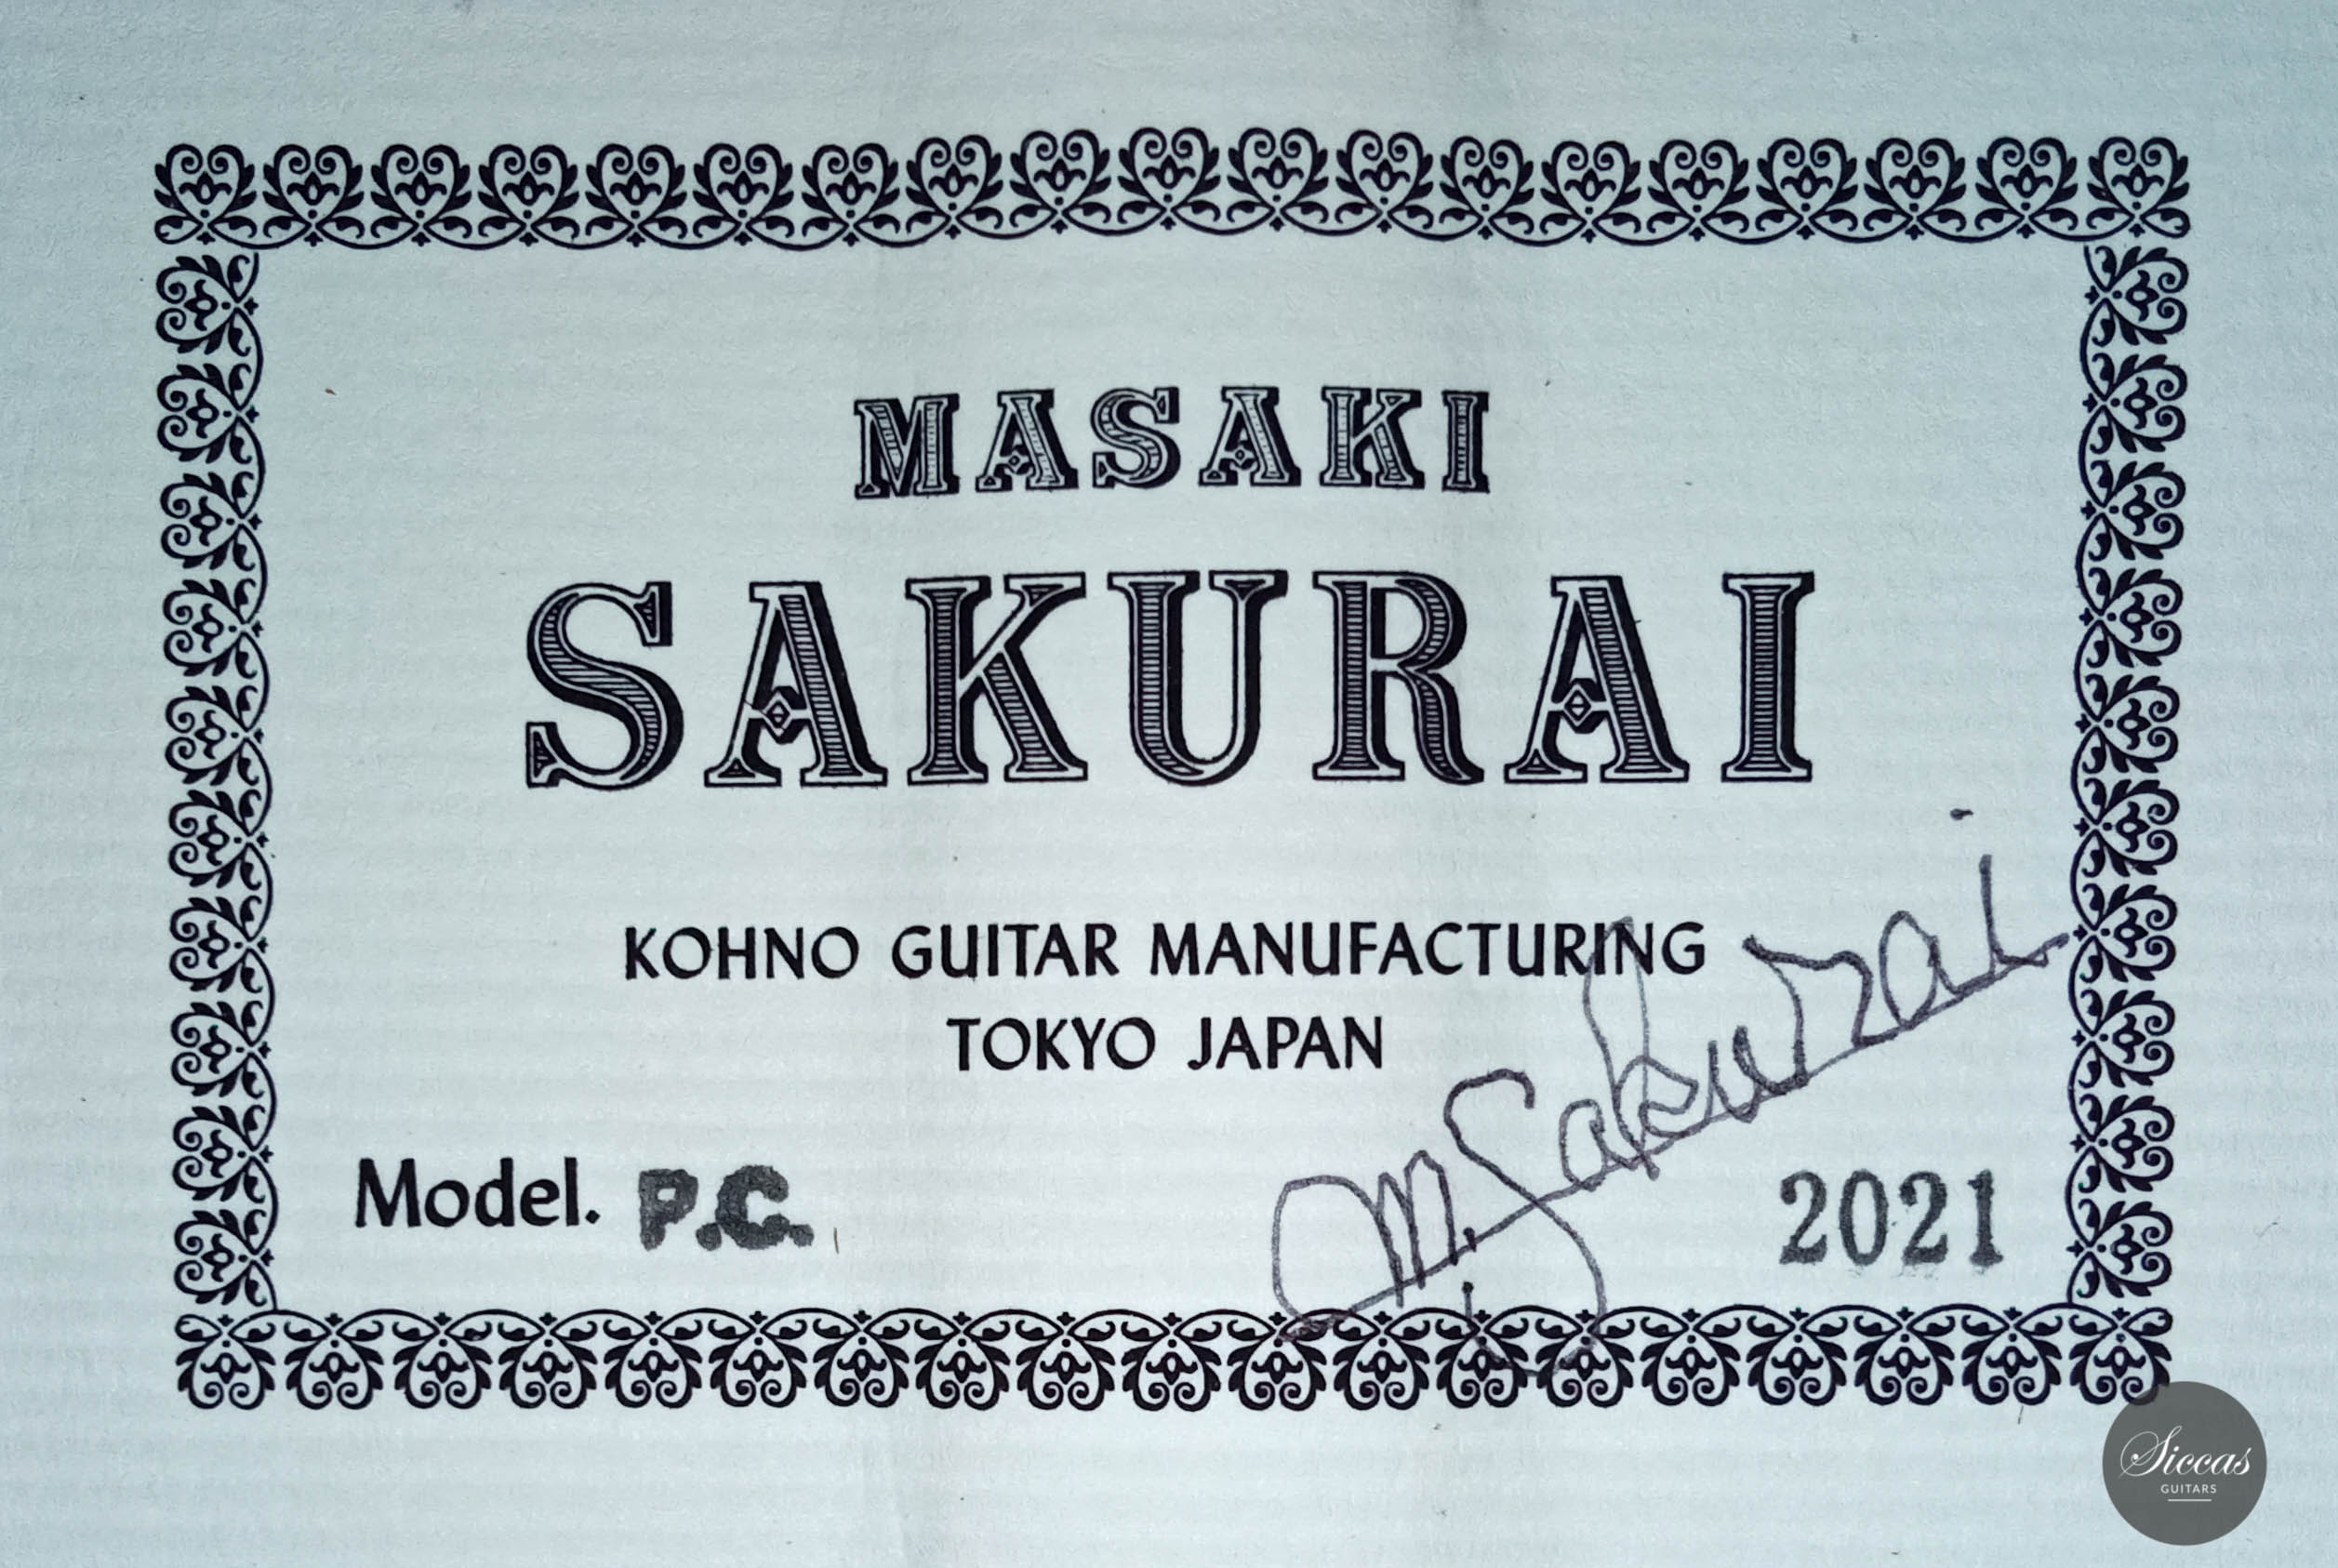 MASAKI
SAKURAI
KOHNO GUITAR MANUFACTURING
TOKYO JAPAN
M. Sakurai
Model. P.C.
2021
Siccas
GUITARS